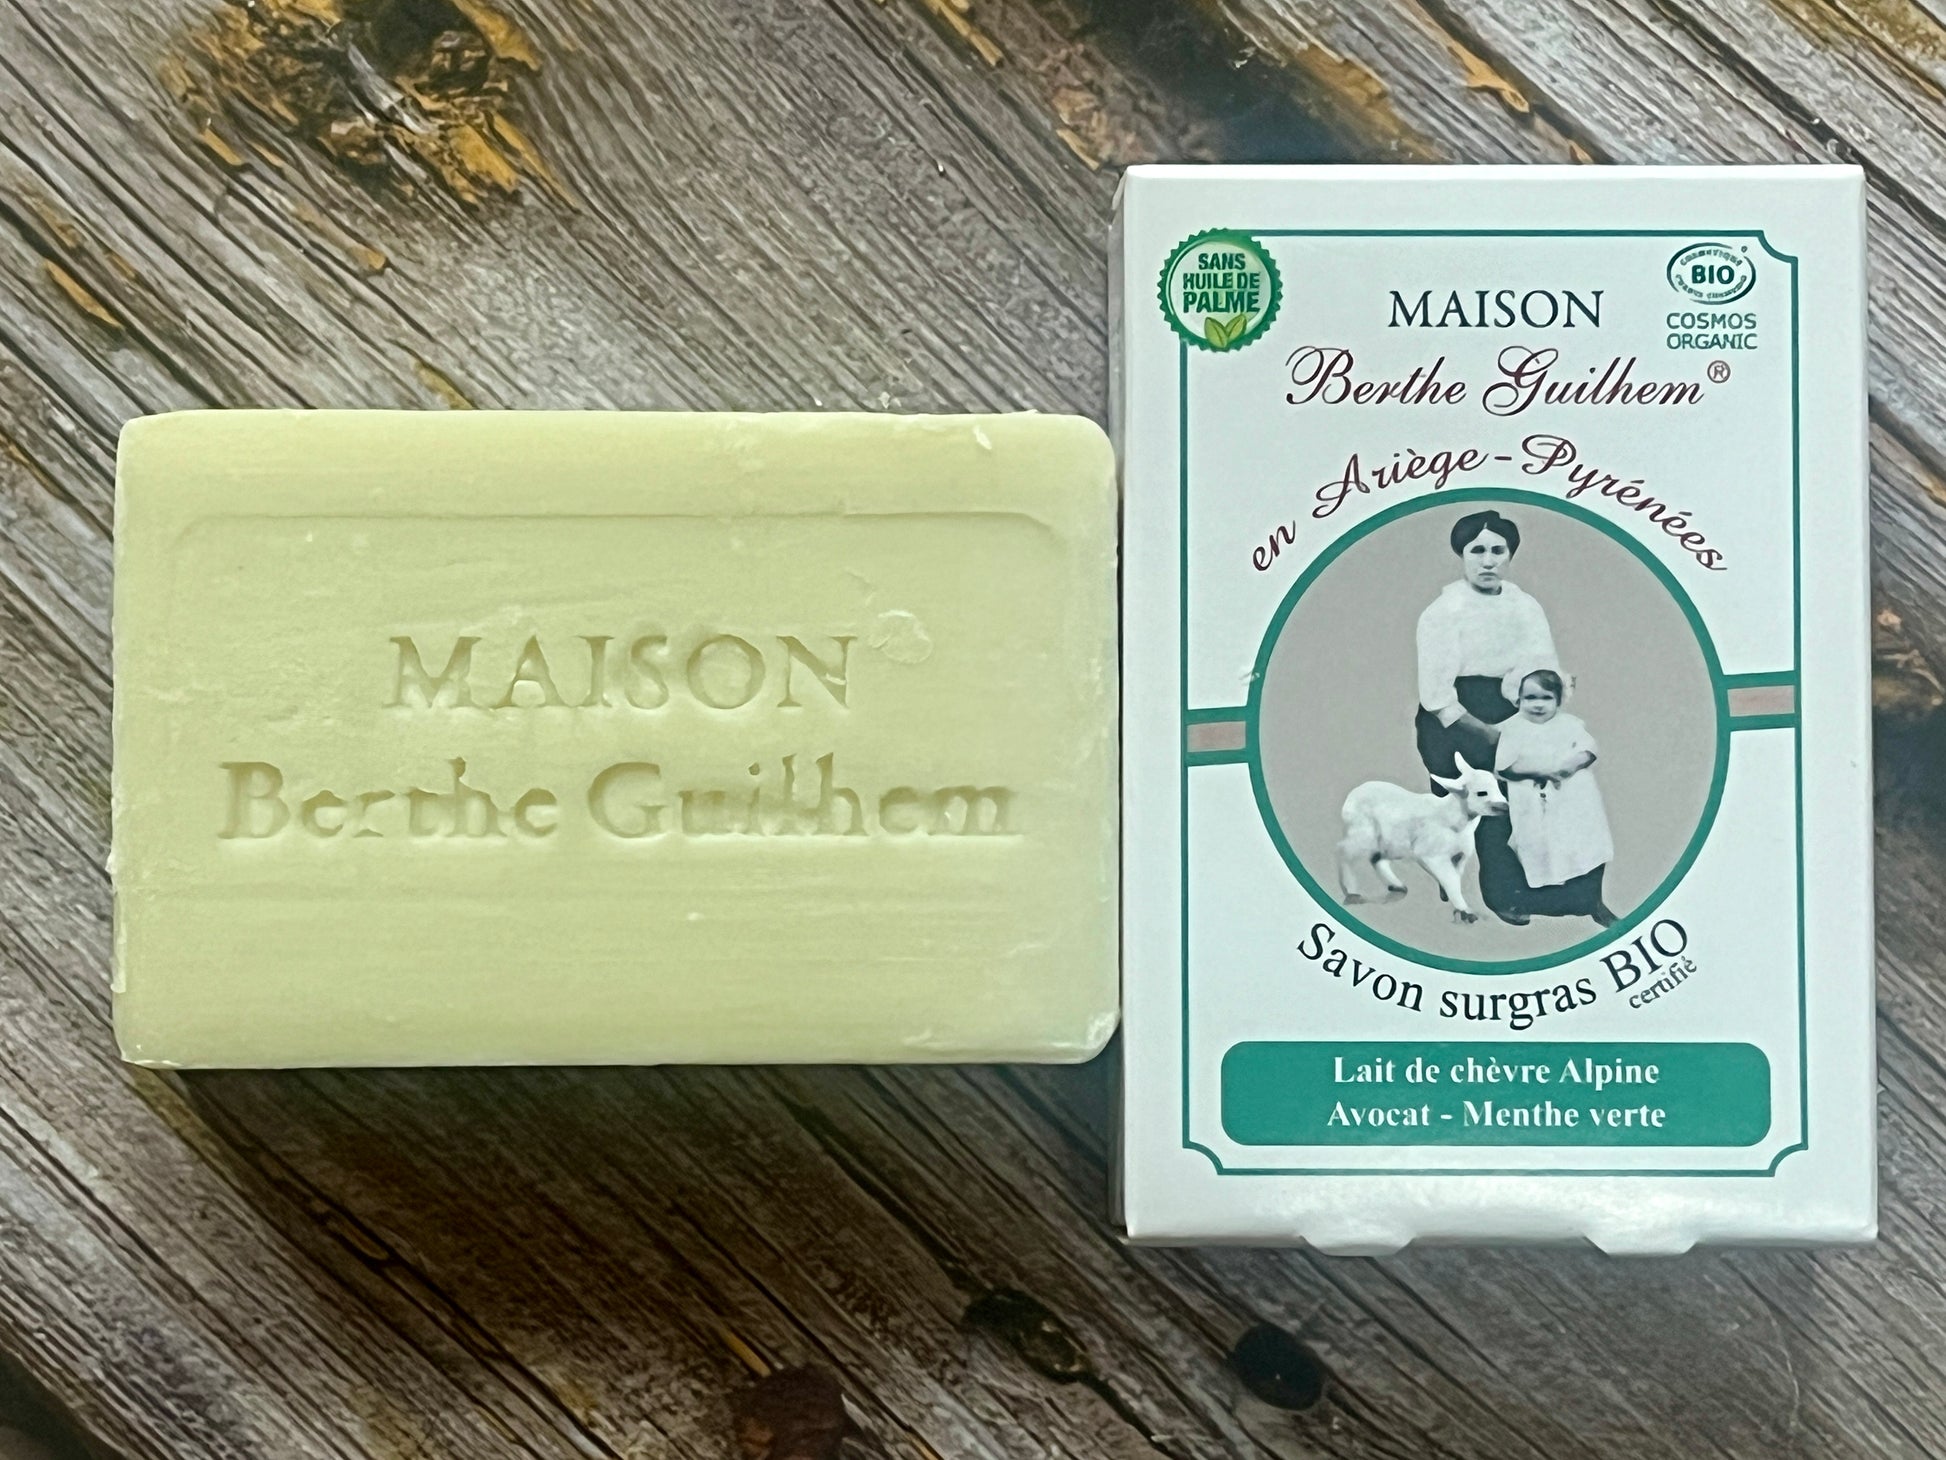 MAISON
Berthe Guilhem
SANS
HUILE DE
PALME
BIO
COSMOS
ORGANIC
MAISON
Berthe Guilhem®
en Ariège-Pyrénées
Savon surgras BIO
certifié
Lait de chèvre Alpine
Avocat - Menthe verte